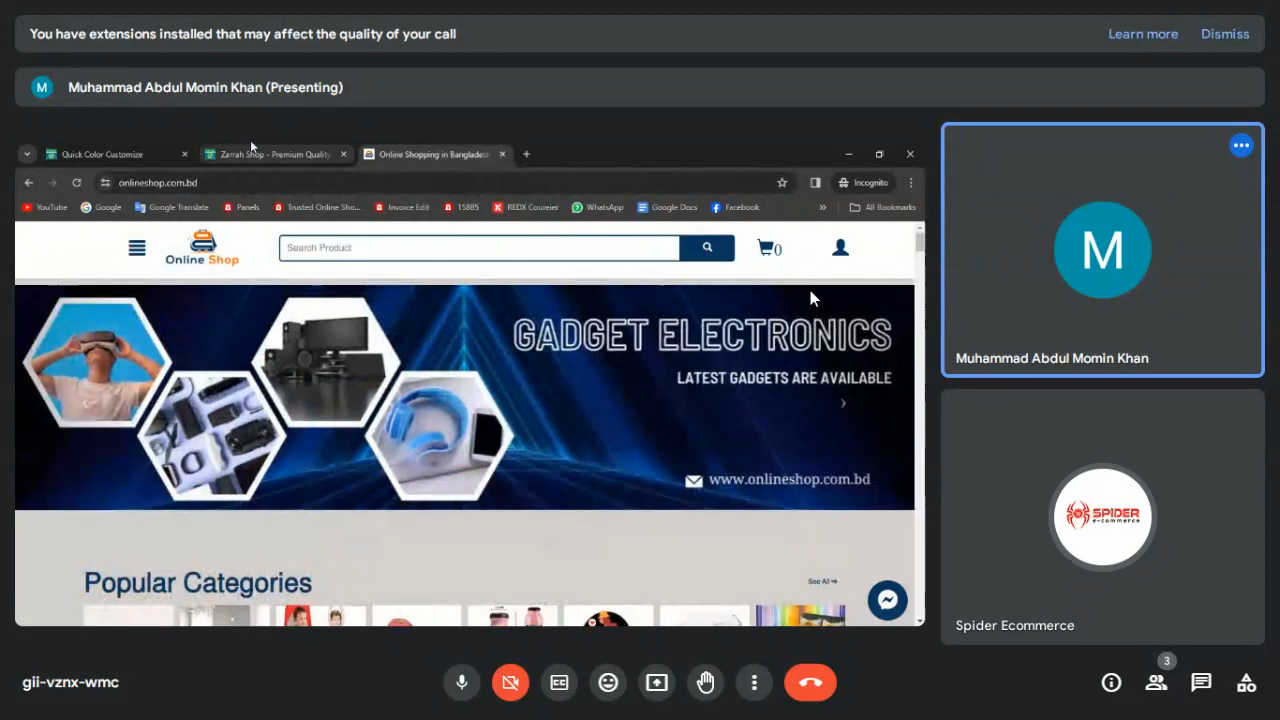 You have extensions installed that may affect the quality of your call
Learn more
Dismiss
M
Muhammad Abdul Momin Khan (Presenting)
Quick Color Customize
Zarrah Shop - Premium Quality
Online Shopping in Bangladesh
onlineshop.com.bd
Incognito
YouTube
Google
Google Translate
Panels
Trusted Online Sho...
Invoice Edit
15885
REDX Coureier
WhatsApp
Google Docs
Facebook
All Bookmarks
Online Shop
Search Product
0
GADGET ELECTRONICS
LATEST GADGETS ARE AVAILABLE
www.onlineshop.com.bd
Popular Categories
See All
M
Muhammad Abdul Momin Khan
SPIDER
e-commerce
Spider Ecommerce
gii-vznx-wmc
CC
3